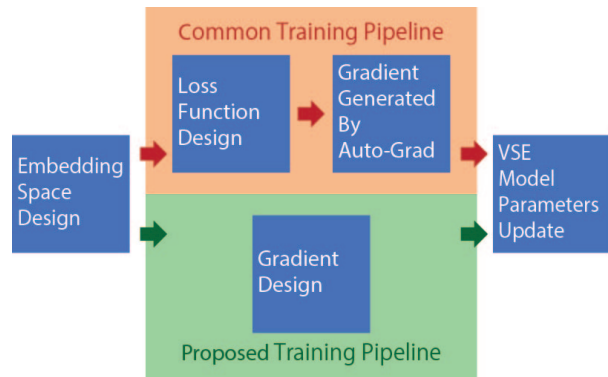 Common Training Pipeline
Loss
Function
Design
Gradient
Generated
By
Auto-Grad
Embedding
Space
Design
VSE
Model
Parameters
Update
Gradient
Design
Proposed Training Pipeline